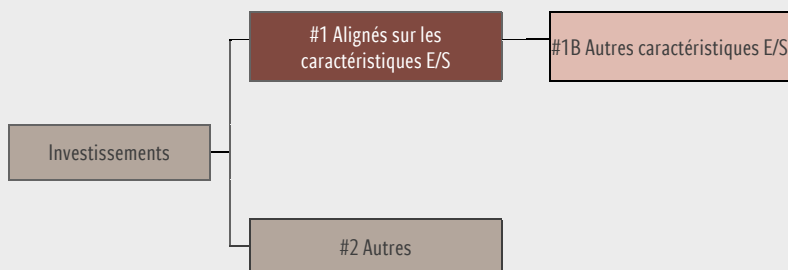 #1 Alignés sur les
caractéristiques E/S
#1B Autres caractéristiques E/S
Investissements
#2 Autres